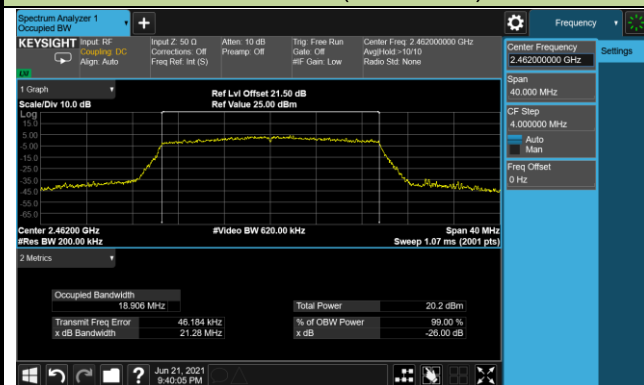 Spectrum Analyzer 1
Occupied BW
Frequency
KEYSIGHT
Input: RF
Coupling: DC
Align: Auto
Input Z: 50 Ω
Corrections: Off
Freq Ref: Int (S)
Atten: 10 dB
Preamp: Off
Trig: Free Run
Gate: Off
#IF Gain: Low
Center Freq: 2.462000000 GHz
Avg|Hold:>10/10
Radio Std: None
Center Frequency
2.462000000 GHz
Settings
Span
40.000 MHz
CF Step
4.000000 MHz
Auto
Man
Freq Offset
0 Hz
1 Graph
Scale/Div 10.0 dB
Ref Lvl Offset 21.50 dB
Ref Value 25.00 dBm
Log
15.0
5.00
-5.00
-15.0
-25.0
-35.0
-45.0
-55.0
-65.0
Center 2.46200 GHz
#Res BW 200.00 kHz
#Video BW 620.00 kHz
Span 40 MHz
Sweep 1.07 ms (2001 pts)
2 Metrics
Occupied Bandwidth
18.906 MHz
Total Power 20.2 dBm
Transmit Freq Error 46.184 kHz
% of OBW Power 99.00 %
x dB Bandwidth 21.28 MHz
x dB -26.00 dB
?
Jun 21, 2021
9:40:05 PM